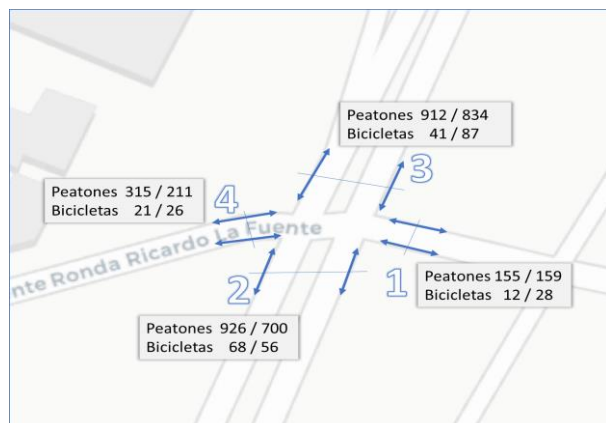 Peatones 912 / 834
Bicicletas 41 / 87
3
Peatones 315 / 211
Bicicletas 21 / 26
4
nte Ronda Ricardo La Fuente
Peatones 155 / 159
Bicicletas 12 / 28
1
2
Peatones 926 / 700
Bicicletas 68 / 56